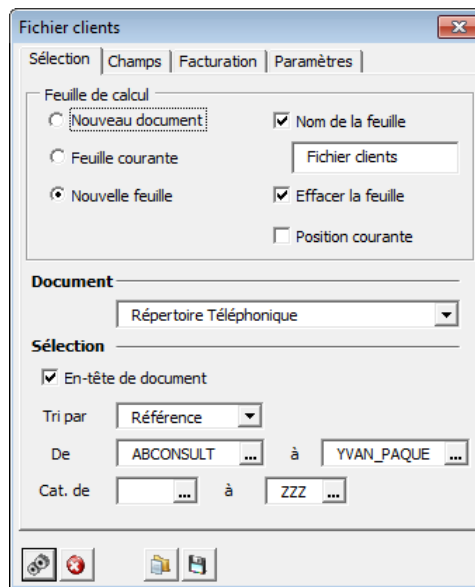 Fichier clients
Sélection Champs Facturation Paramètres
Feuille de calcul
Nouveau document Nom de la feuille
Feuille courante Fichier clients
Nouvelle feuille Effacer la feuille
Position courante
Document
Répertoire Téléphonique
Sélection
En-tête de document
Tri par Référence
De ABCONSULT ... à YVAN_PAQUE ...
Cat. de ... à ZZZ ...